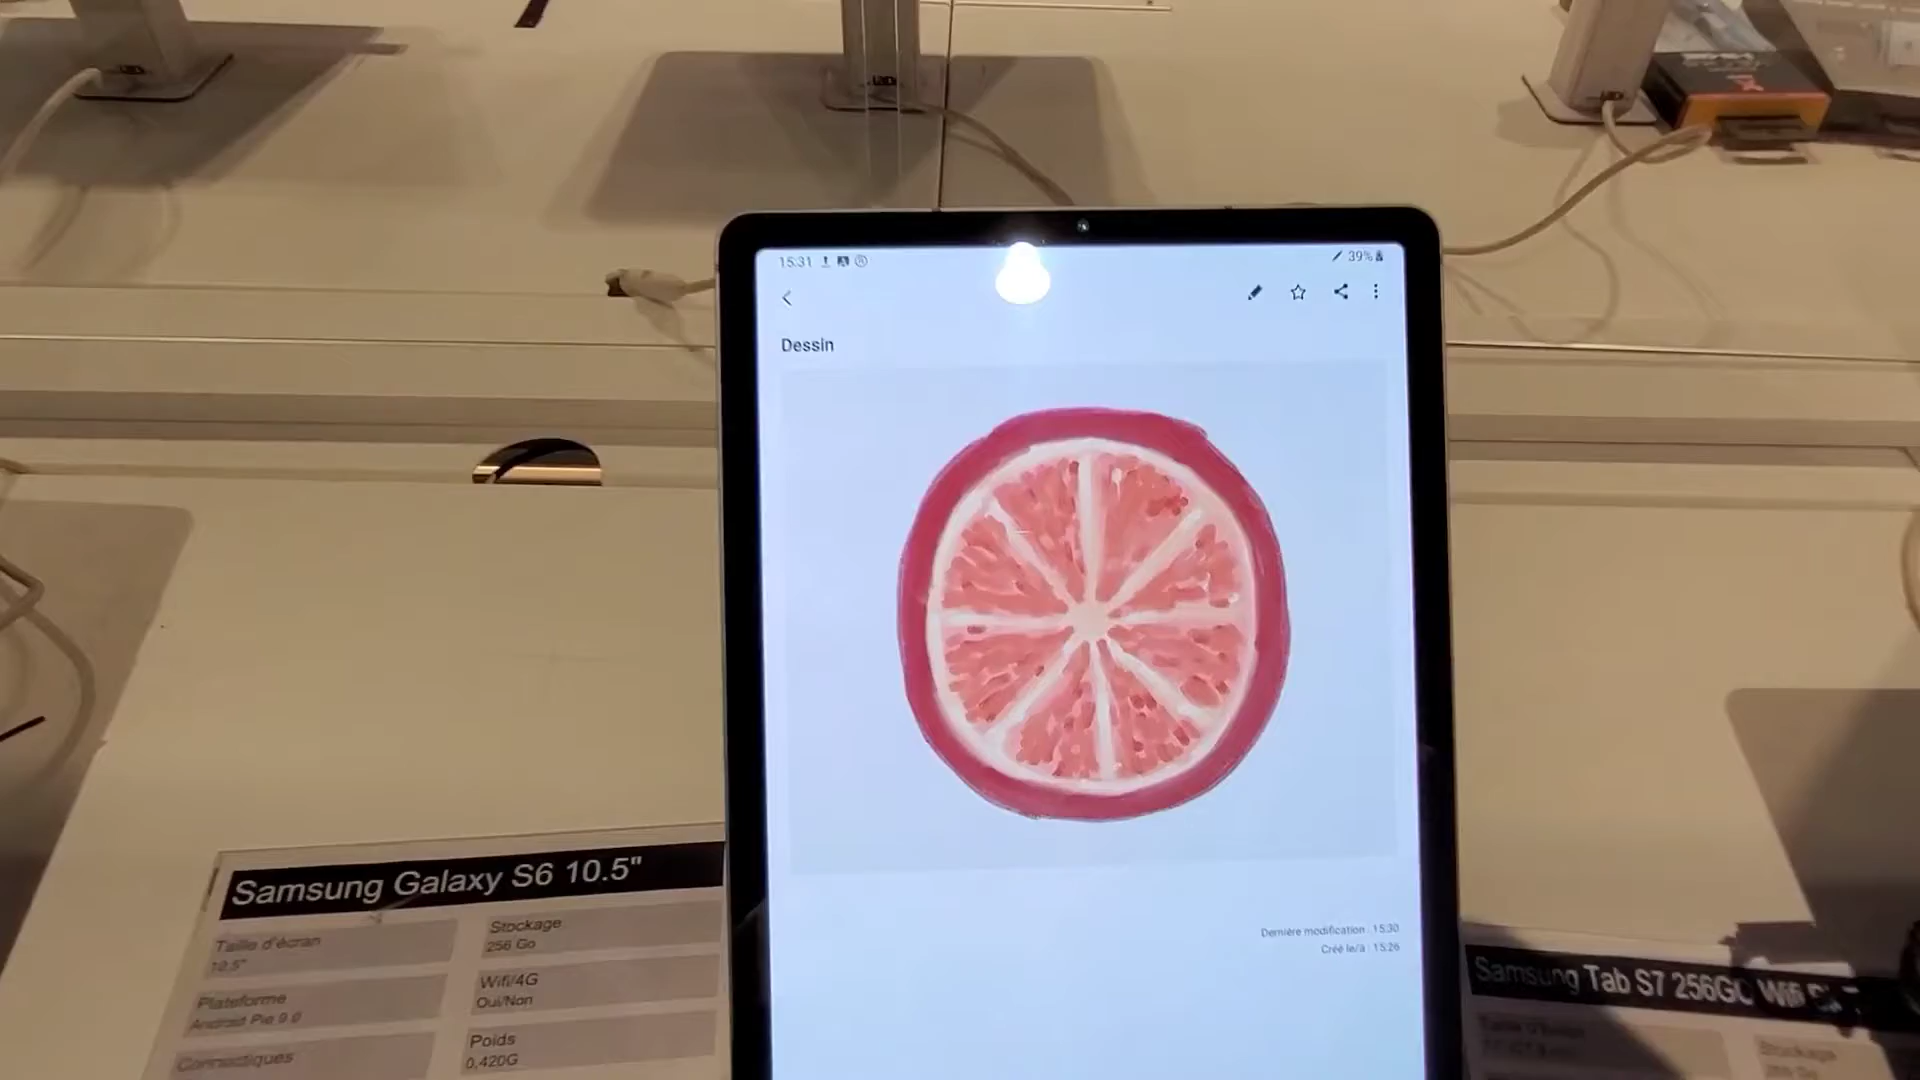 15:31
39%
Dessin
Dernière modification : 15:30
Créé le/à : 15:26
Samsung Galaxy S6 10.5"
Taille d'écran
10.5"
Stockage
256 Go
Plateforme
Android Pie 9.0
Wifi/4G
Oui/Non
Connectiques
Poids
0,420G
Samsung Tab S7 256GO Wifi
Stockage